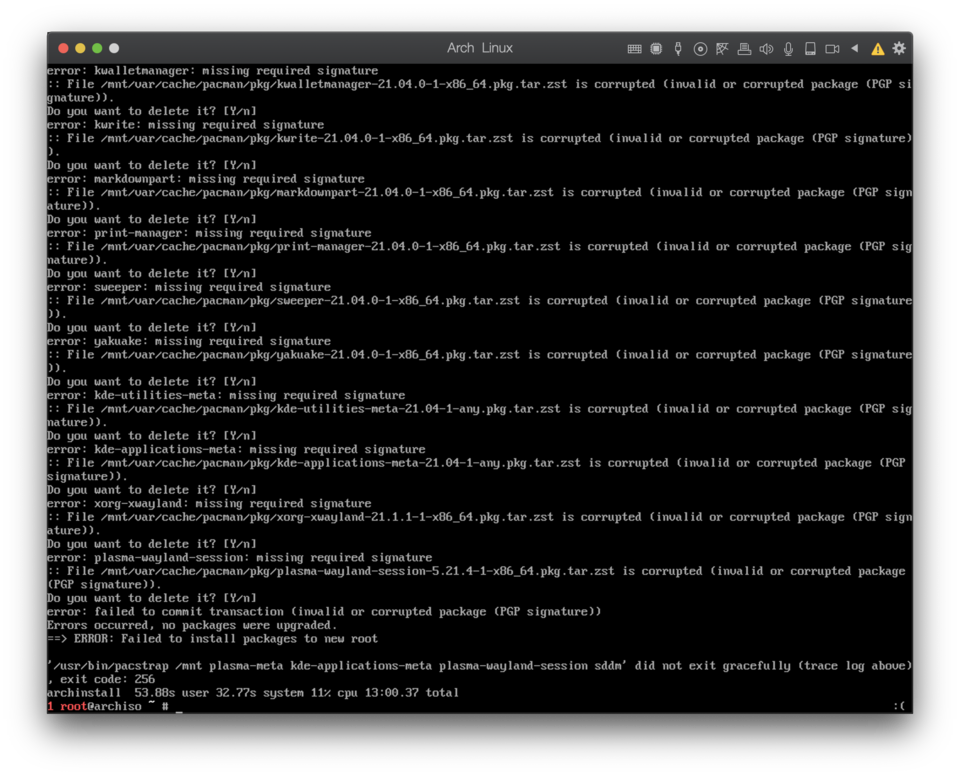 Arch Linux
error: kwalletmanager: missing required signature
:: File /mnt/var/cache/pacman/pkg/kwalletmanager-21.04.0-1-x86_64.pkg.tar.zst is corrupted (invalid or corrupted package (PGP si
gnature)).
Do you want to delete it? [Y/n]
error: kwrite: missing required signature
:: File /mnt/var/cache/pacman/pkg/kwrite-21.04.0-1-x86_64.pkg.tar.zst is corrupted (invalid or corrupted package (PGP signature)
).
Do you want to delete it? [Y/n]
error: markdownpart: missing required signature
:: File /mnt/var/cache/pacman/pkg/markdownpart-21.04.0-1-x86_64.pkg.tar.zst is corrupted (invalid or corrupted package (PGP sign
ature)).
Do you want to delete it? [Y/n]
error: print-manager: missing required signature
:: File /mnt/var/cache/pacman/pkg/print-manager-21.04.0-1-x86_64.pkg.tar.zst is corrupted (invalid or corrupted package (PGP sig
nature)).
Do you want to delete it? [Y/n]
error: sweeper: missing required signature
:: File /mnt/var/cache/pacman/pkg/sweeper-21.04.0-1-x86_64.pkg.tar.zst is corrupted (invalid or corrupted package (PGP signature
)).
Do you want to delete it? [Y/n]
error: yakuake: missing required signature
:: File /mnt/var/cache/pacman/pkg/yakuake-21.04.0-1-x86_64.pkg.tar.zst is corrupted (invalid or corrupted package (PGP signature
)).
Do you want to delete it? [Y/n]
error: kde-utilities-meta: missing required signature
:: File /mnt/var/cache/pacman/pkg/kde-utilities-meta-21.04-1-any.pkg.tar.zst is corrupted (invalid or corrupted package (PGP sig
nature)).
Do you want to delete it? [Y/n]
error: kde-applications-meta: missing required signature
:: File /mnt/var/cache/pacman/pkg/kde-applications-meta-21.04-1-any.pkg.tar.zst is corrupted (invalid or corrupted package (PGP
signature)).
Do you want to delete it? [Y/n]
error: xorg-xwayland: missing required signature
:: File /mnt/var/cache/pacman/pkg/xorg-xwayland-21.1.1-1-x86_64.pkg.tar.zst is corrupted (invalid or corrupted package (PGP sign
ature)).
Do you want to delete it? [Y/n]
error: plasma-wayland-session: missing required signature
:: File /mnt/var/cache/pacman/pkg/plasma-wayland-session-5.21.4-1-x86_64.pkg.tar.zst is corrupted (invalid or corrupted package
(PGP signature)).
Do you want to delete it? [Y/n]
error: failed to commit transaction (invalid or corrupted package (PGP signature))
Errors occurred, no packages were upgraded.
==> ERROR: Failed to install packages to new root
'/usr/bin/pacstrap /mnt plasma-meta kde-applications-meta plasma-wayland-session sddm' did not exit gracefully (trace log above)
, exit code: 256
archinstall  53.88s user 32.77s system 11% cpu 13:00.37 total
1 root@archiso ~ # _ :(